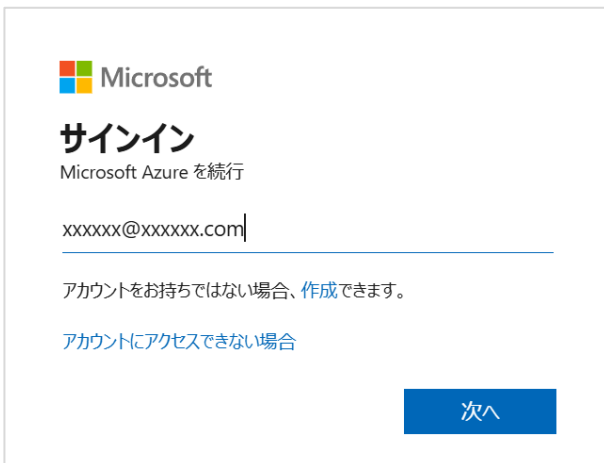 Microsoft
サインイン
Microsoft Azure を続行
xxxxxx@xxxxxx.com
アカウントをお持ちではない場合、作成できます。
アカウントにアクセスできない場合
次へ